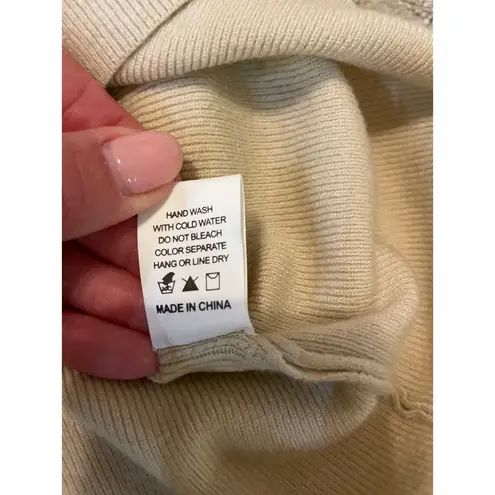 HAND WASH
WITH COLD WATER
DO NOT BLEACH
COLOR SEPARATE
HANG OR LINE DRY
MADE IN CHINA